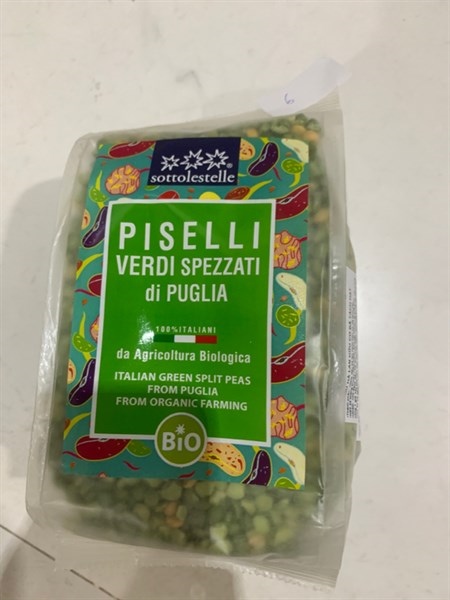 6
sottolestelle
PISELLI
VERDI SPEZZATI
di PUGLIA
100% ITALIANI
da Agricoltura Biologica
ITALIAN GREEN SPLIT PEAS
FROM PUGLIA
FROM ORGANIC FARMING
BiO